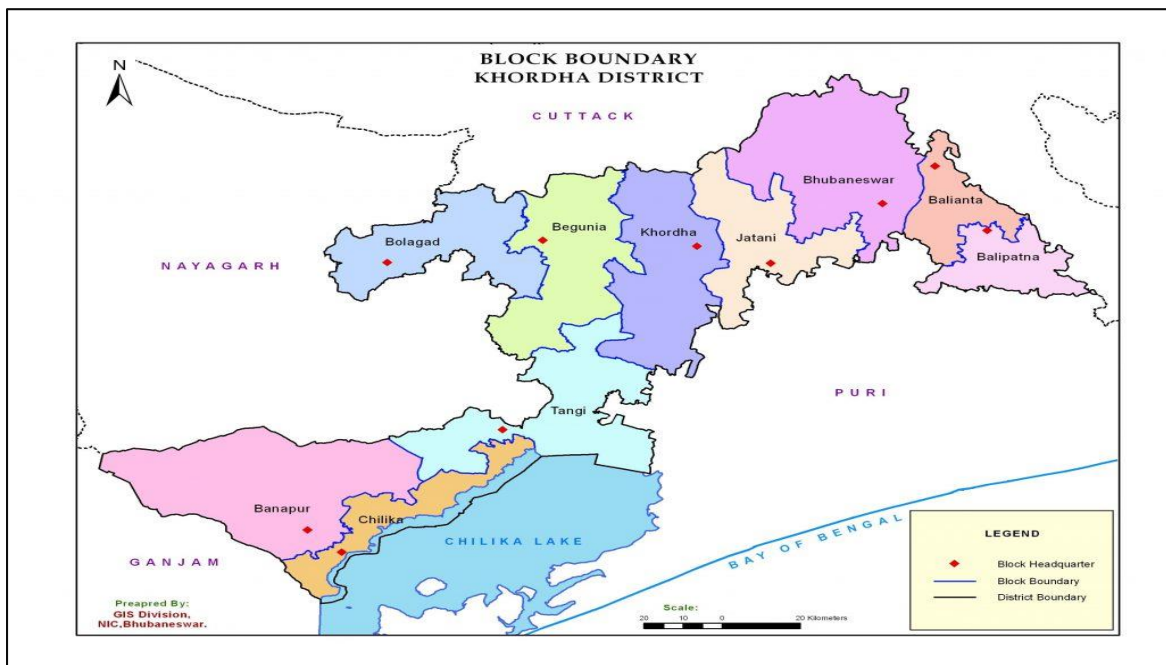 BLOCK BOUNDARY
KHORDHA DISTRICT
N
CUTTACK
Bhubaneswar
Balianta
Begunia
Khordha
Jatani
Bolagad
Balipatna
NAYAGARH
PURI
Tangi
Banapur
Chilika
CHILIKA LAKE
BAY OF BENGAL
GANJAM
LEGEND
Block Headquarter
Block Boundary
District Boundary
Preapred By:
GIS Division,
NIC,Bhubaneswar.
Scale:
20 10 0 20 Kilometers